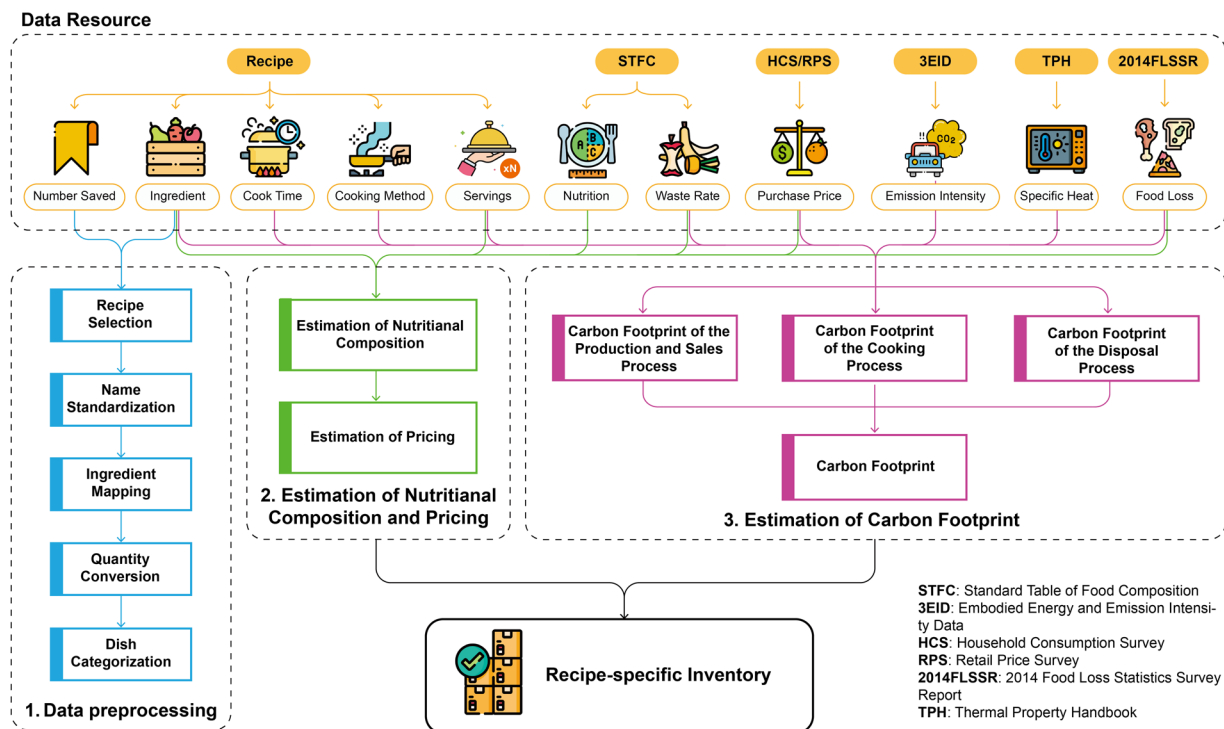 Data Resource
Recipe
STFC
HCS/RPS
3EID
TPH
2014FLSSR
A
B
C
$
CO₂
xN
Number Saved
Ingredient
Cook Time
Cooking Method
Servings
Nutrition
Waste Rate
Purchase Price
Emission Intensity
Specific Heat
Food Loss
Recipe
Selection
Name
Standardization
Ingredient
Mapping
Quantity
Conversion
Dish
Categorization
1. Data preprocessing
Estimation of Nutritianal
Composition
Estimation of Pricing
2. Estimation of Nutritianal
Composition and Pricing
Carbon Footprint of the
Production and Sales
Process
Carbon Footprint
of the Cooking
Process
Carbon Footprint
of the Disposal
Process
Carbon Footprint
3. Estimation of Carbon Footprint
Recipe-specific Inventory
STFC: Standard Table of Food Composition
3EID: Embodied Energy and Emission Intensi-
ty Data
HCS: Household Consumption Survey
RPS: Retail Price Survey
2014FLSSR: 2014 Food Loss Statistics Survey
Report
TPH: Thermal Property Handbook